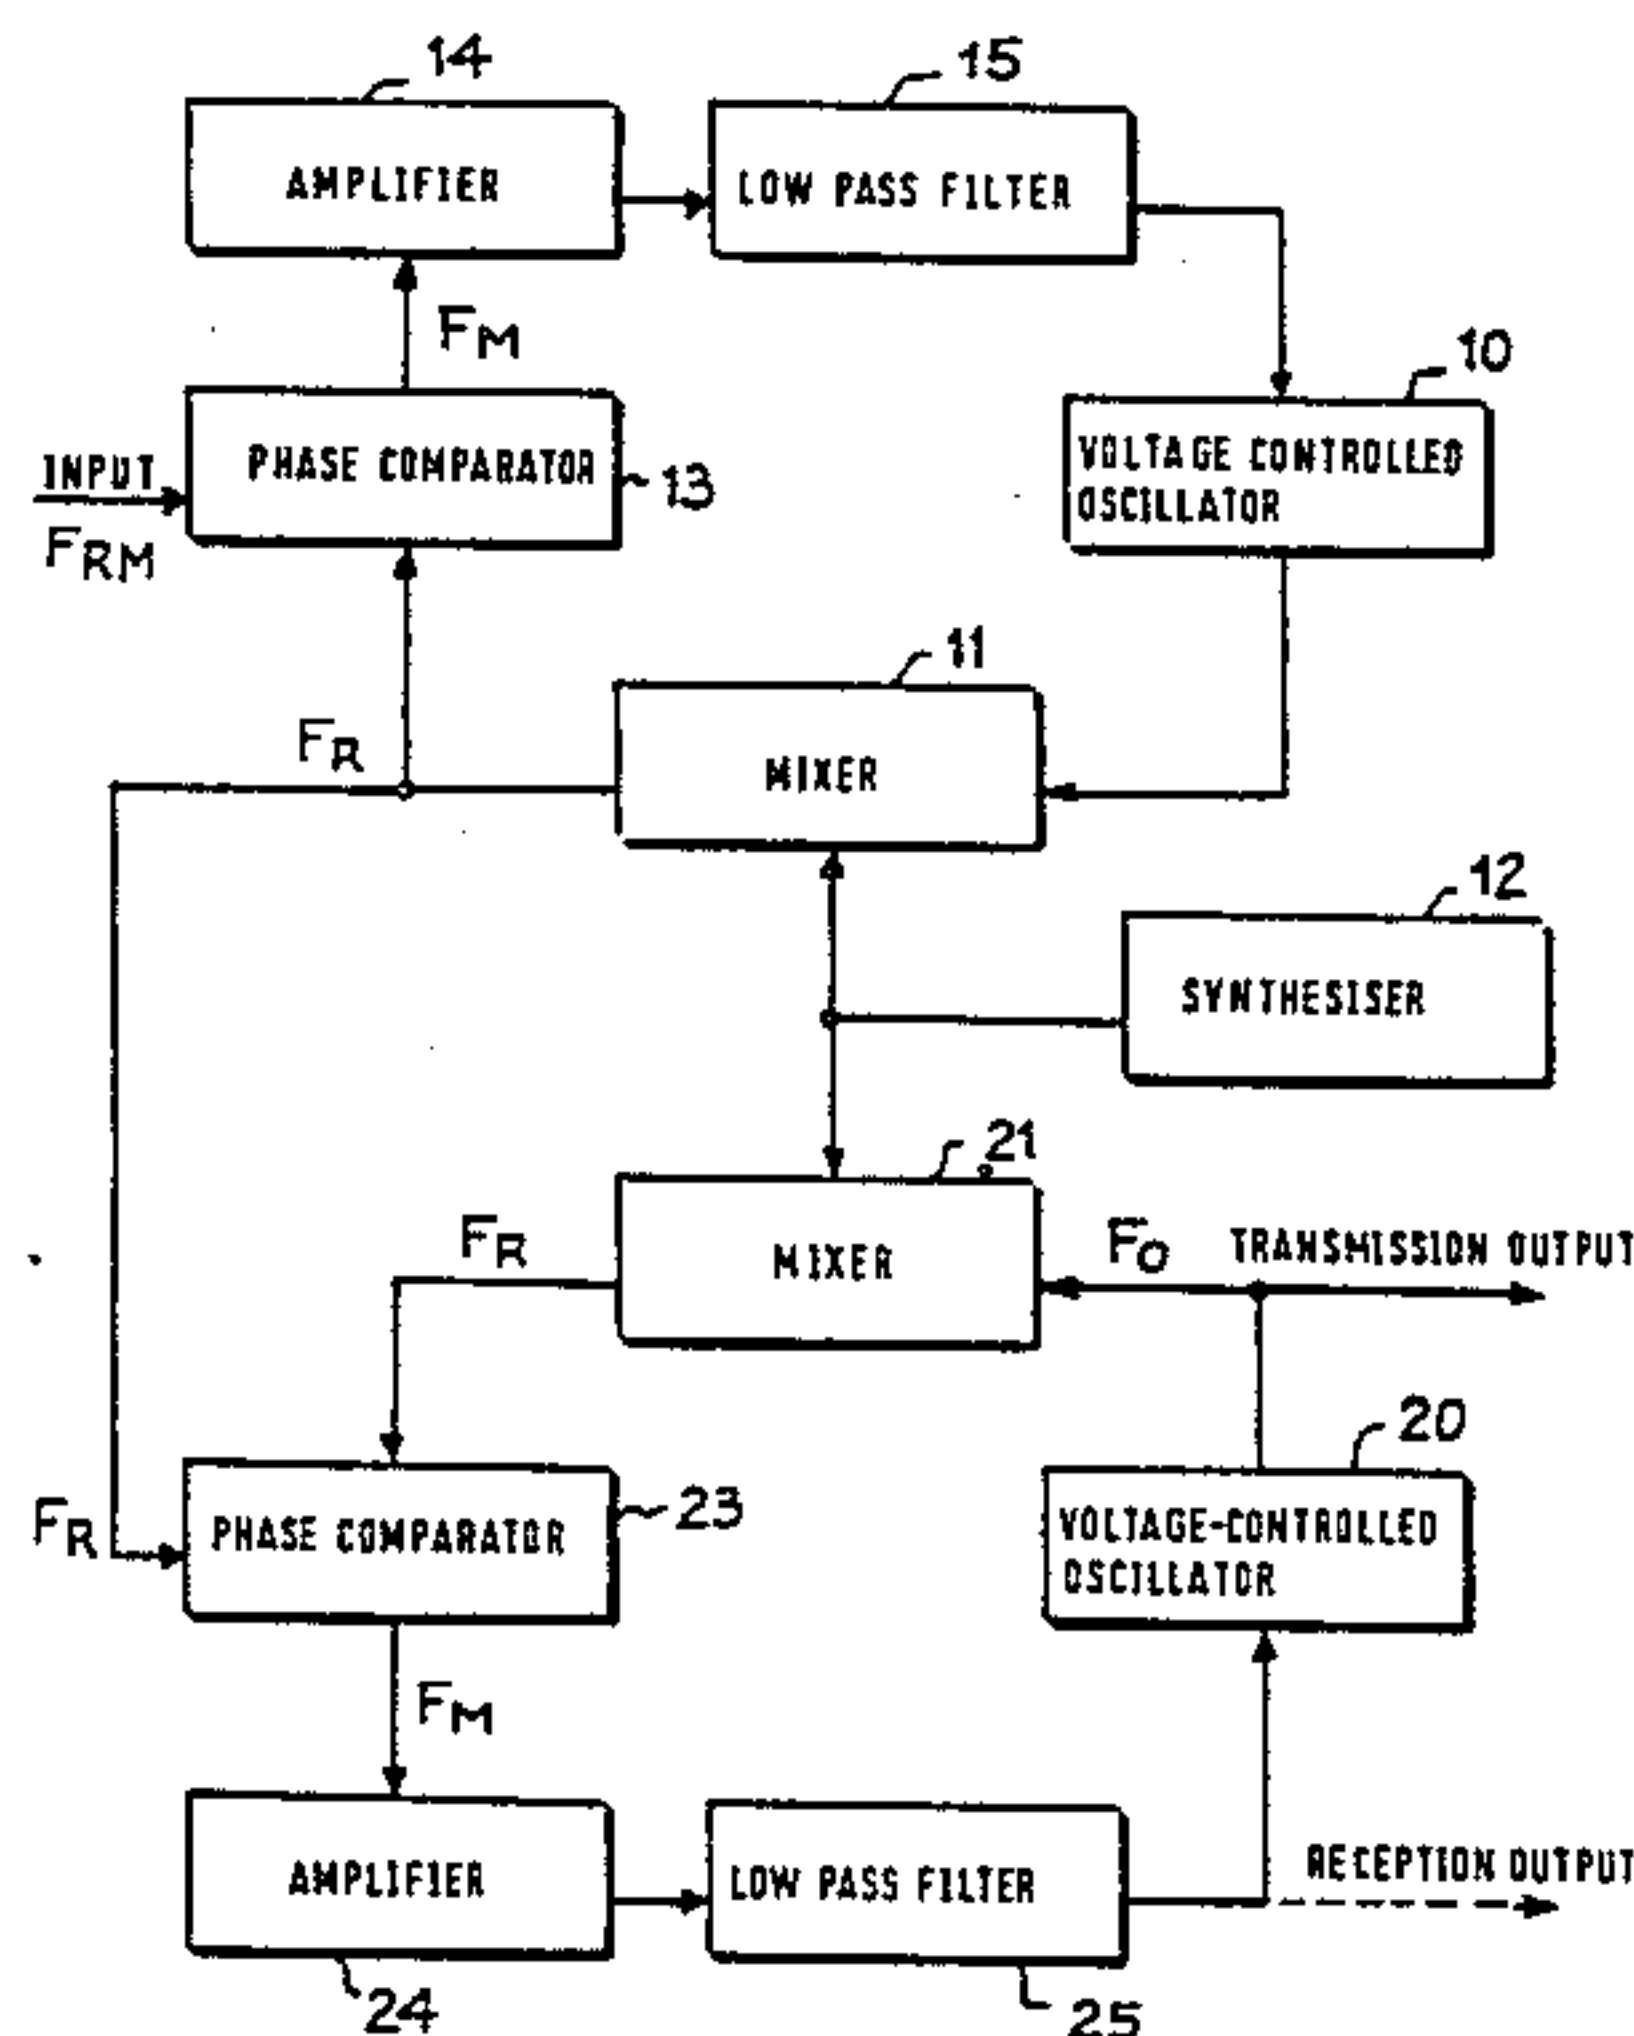 14
15
AMPLIFIER
LOW PASS FILTER
FM
10
INPUT
PHASE COMPARATOR
13
VOLTAGE CONTROLLED
OSCILLATOR
FRM
11
FR
MIXER
12
SYNTHESISER
21
FR
MIXER
FO
TRANSMISSION OUTPUT
20
FR
PHASE COMPARATOR
23
VOLTAGE-CONTROLLED
OSCILLATOR
FM
AMPLIFIER
LOW PASS FILTER
RECEPTION OUTPUT
24
25